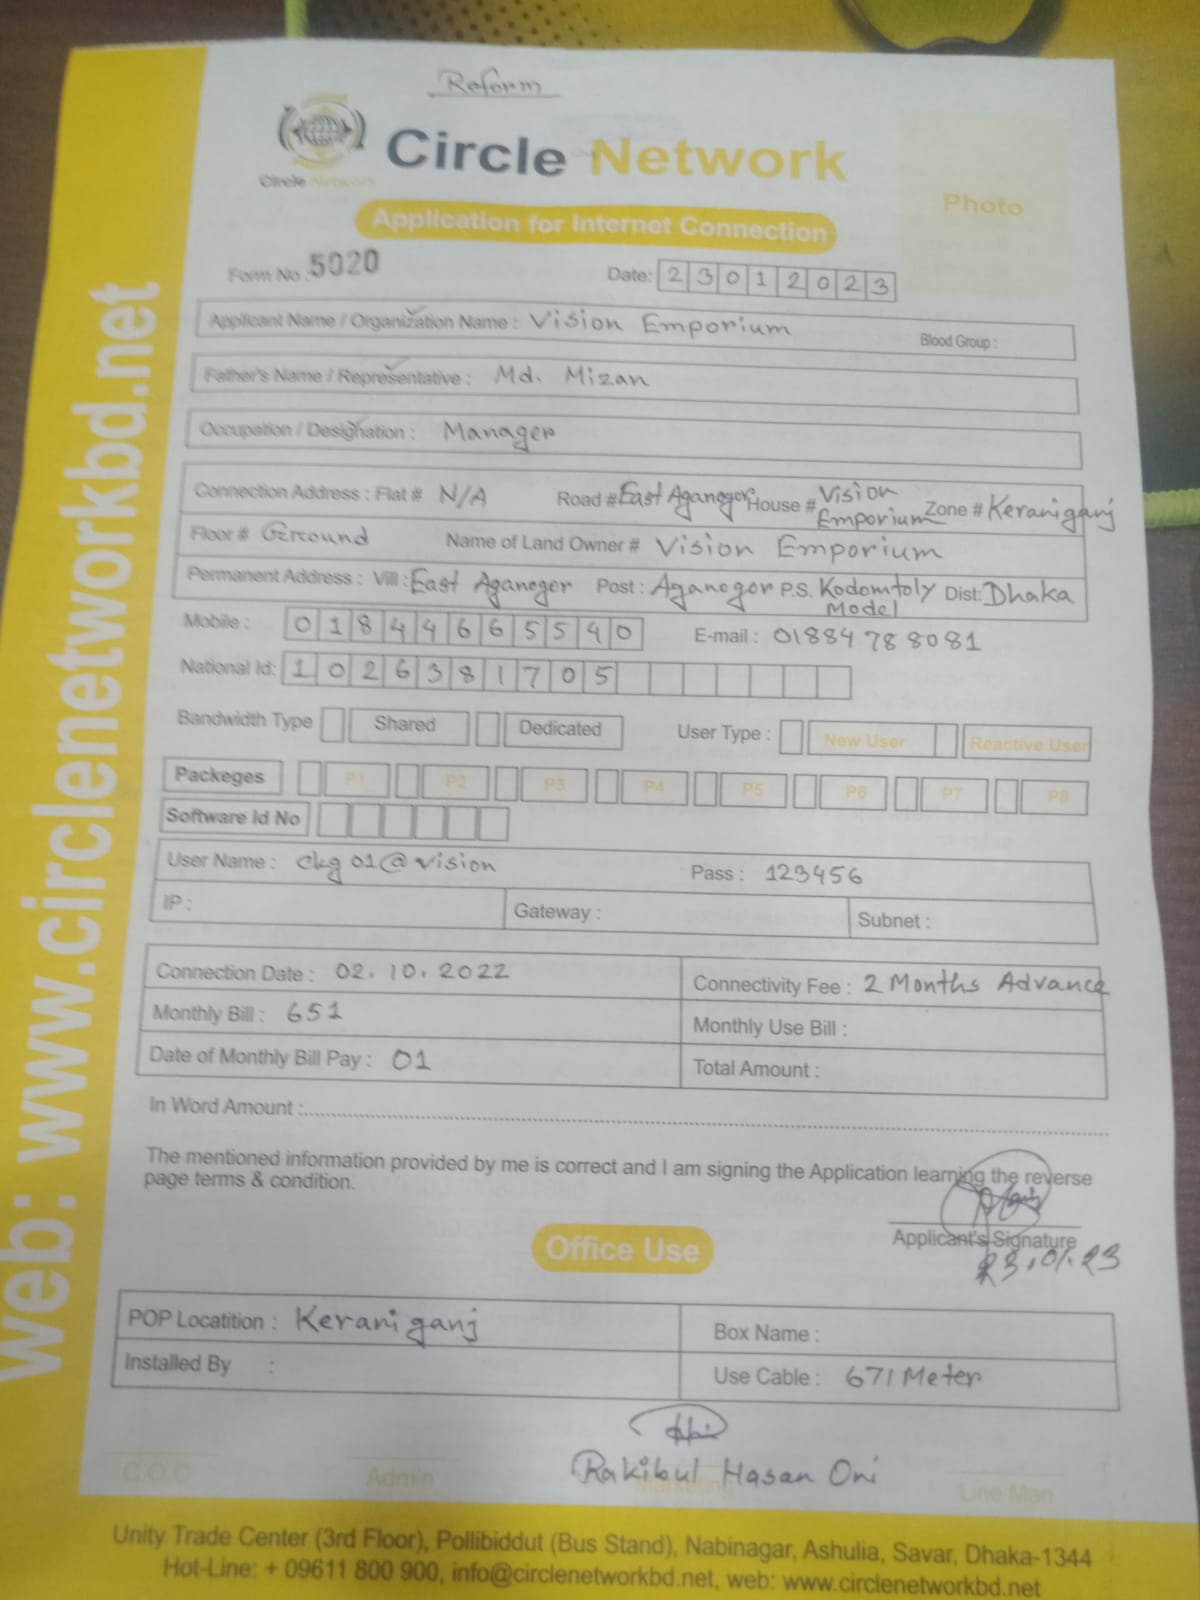 Reform
Circle Network
Circle Network
Photo
Application for Internet Connection
Form No : 5020 Date: 23012023
Applicant Name / Organization Name : Vision Emporium Blood Group :
Father's Name / Representative : Md. Mizan
Occupation / Designation : Manager
Connection Address : Flat # N/A Road # East Aganogor House # Vision Emporium Zone # Keraniganj
Floor # Ground Name of Land Owner # Vision Emporium
Permanent Address : Vill : East Aganogor Post : Aganogor P.S. Kodomtoly Model Dist: Dhaka
Mobile : 01844665540 E-mail : 01884788081
National Id: 1026381705
Bandwidth Type Shared Dedicated User Type : New User Reactive User
Packeges P1 P2 P3 P4 P5 P6 P7 P8
Software Id No
User Name : ckg01@vision Pass : 123456
IP : Gateway : Subnet :
Connection Date : 02.10.2022 Connectivity Fee : 2 Months Advance
Monthly Bill : 651 Monthly Use Bill :
Date of Monthly Bill Pay : 01 Total Amount :
In Word Amount :
The mentioned information provided by me is correct and I am signing the Application learning the reverse
page terms & condition.
Applicant's Signature
23.01.23
Office Use
POP Locatition : Keraniganj Box Name :
Installed By : Use Cable : 671 Meter
Rakibul Hasan Oni
C.O.O Admin Marketing Line Man
Unity Trade Center (3rd Floor), Pollibiddut (Bus Stand), Nabinagar, Ashulia, Savar, Dhaka-1344
Hot-Line: + 09611 800 900, info@circlenetworkbd.net, web: www.circlenetworkbd.net
web: www.circlenetworkbd.net